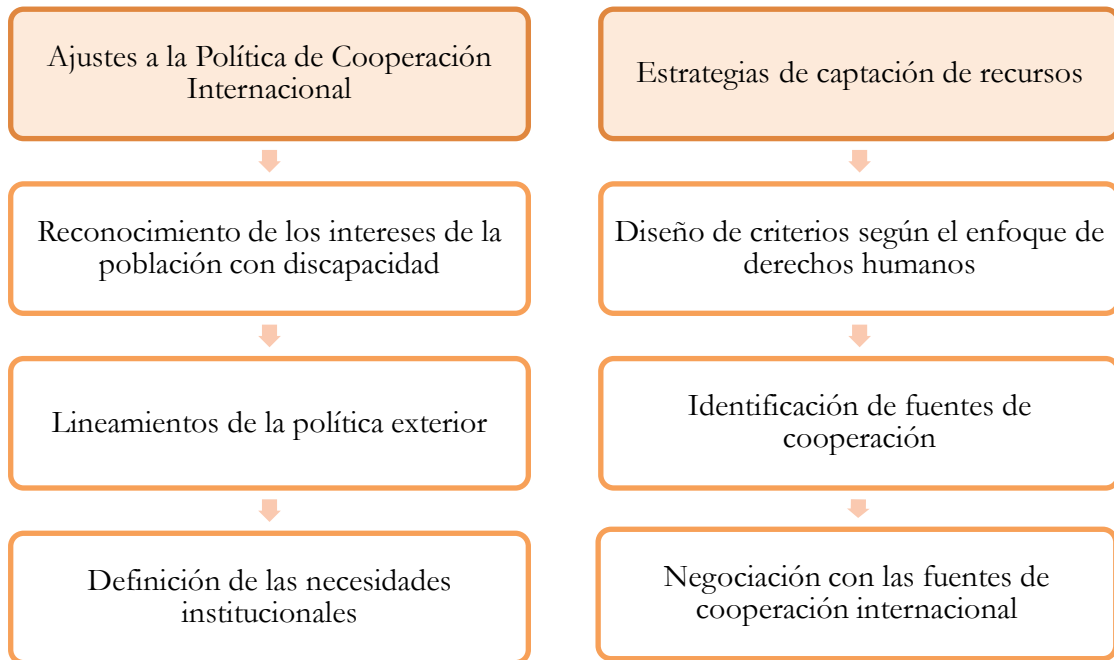 Ajustes a la Política de Cooperación
Internacional
Reconocimiento de los intereses de la
población con discapacidad
Lineamientos de la política exterior
Definición de las necesidades
institucionales
Estrategias de captación de recursos
Diseño de criterios según el enfoque de
derechos humanos
Identificación de fuentes de
cooperación
Negociación con las fuentes de
cooperación internacional